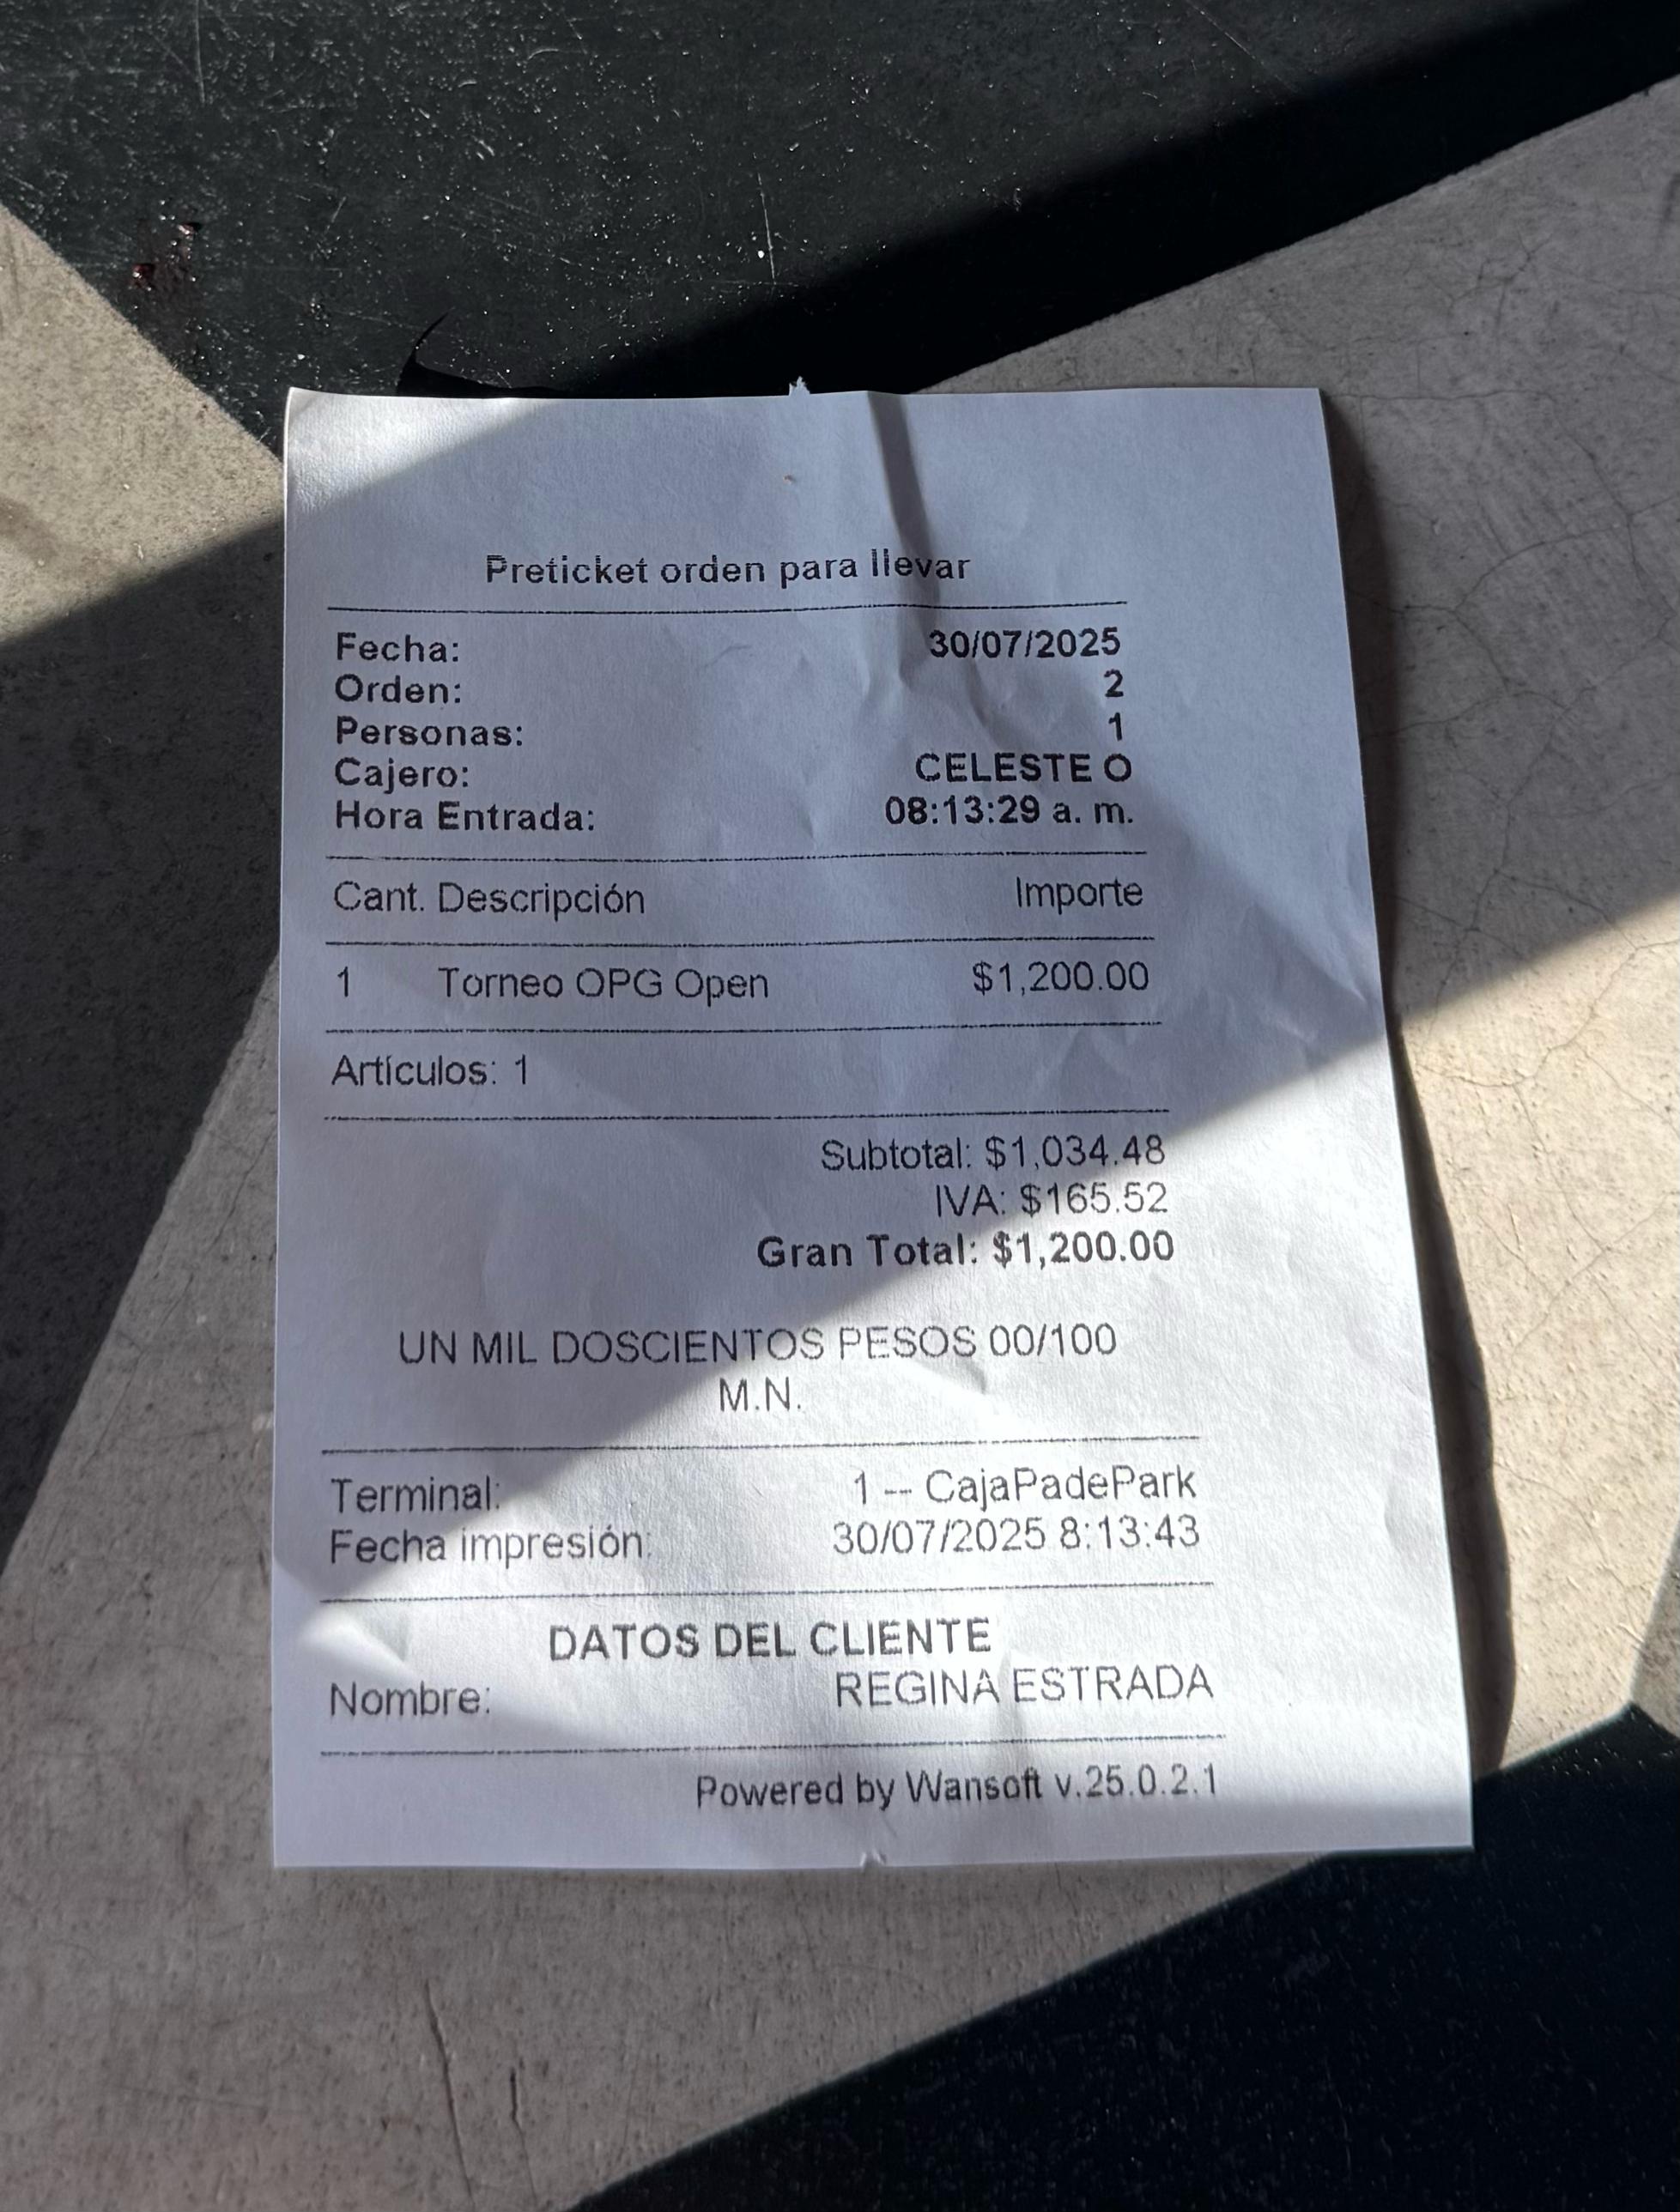 Preticket orden para llevar
Fecha: 30/07/2025
Orden: 2
Personas: 1
Cajero: CELESTE O
Hora Entrada: 08:13:29 a. m.
Cant. Descripción Importe
1 Torneo OPG Open $1,200.00
Artículos: 1
Subtotal: $1,034.48
IVA: $165.52
Gran Total: $1,200.00
UN MIL DOSCIENTOS PESOS 00/100
M.N.
Terminal: 1 -- CajaPadePark
Fecha impresión: 30/07/2025 8:13:43
DATOS DEL CLIENTE
Nombre: REGINA ESTRADA
Powered by Wansoft v.25.0.2.1